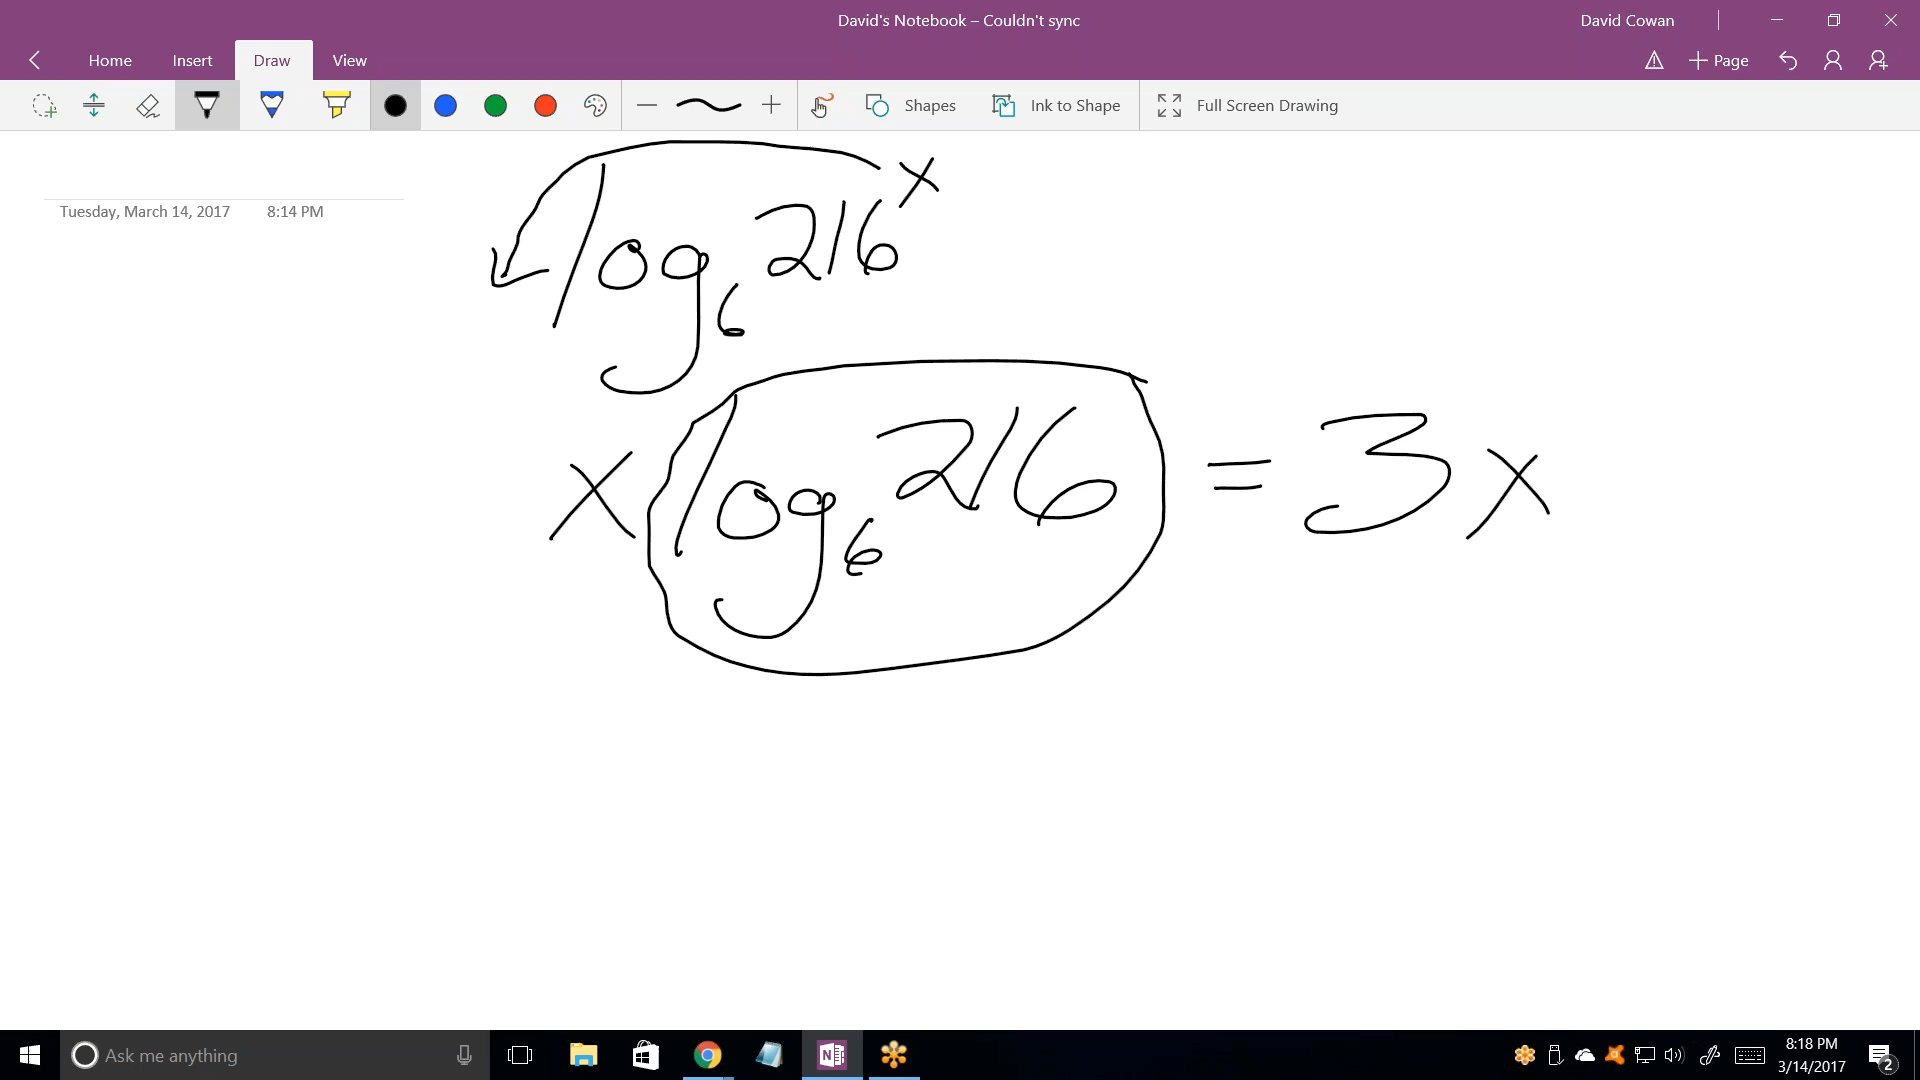 David's Notebook – Couldn't sync
David Cowan
Home Insert Draw View
Page
Shapes Ink to Shape Full Screen Drawing
Tuesday, March 14, 2017 8:14 PM
log₆ 216ˣ
x log₆ 216 = 3x
Ask me anything
N
8:18 PM
3/14/2017
2